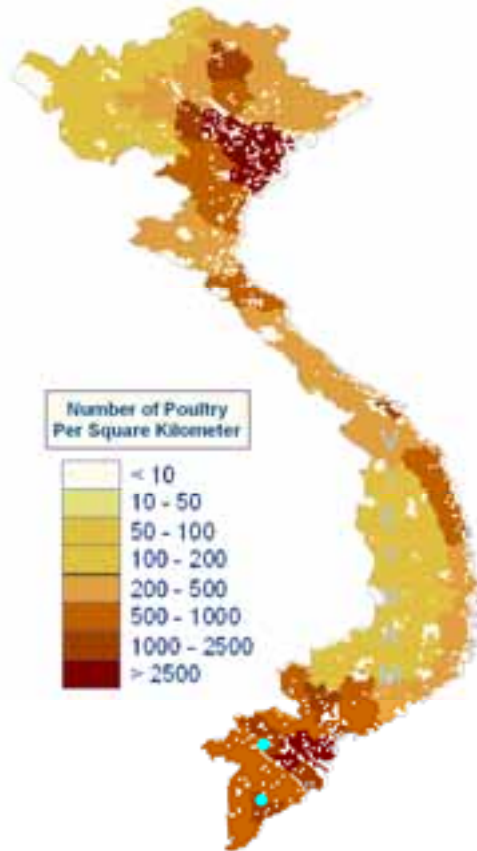 Number of Poultry
Per Square Kilometer
< 10
10 - 50
50 - 100
100 - 200
200 - 500
500 - 1000
1000 - 2500
> 2500
V
I
E
T
N
A
M